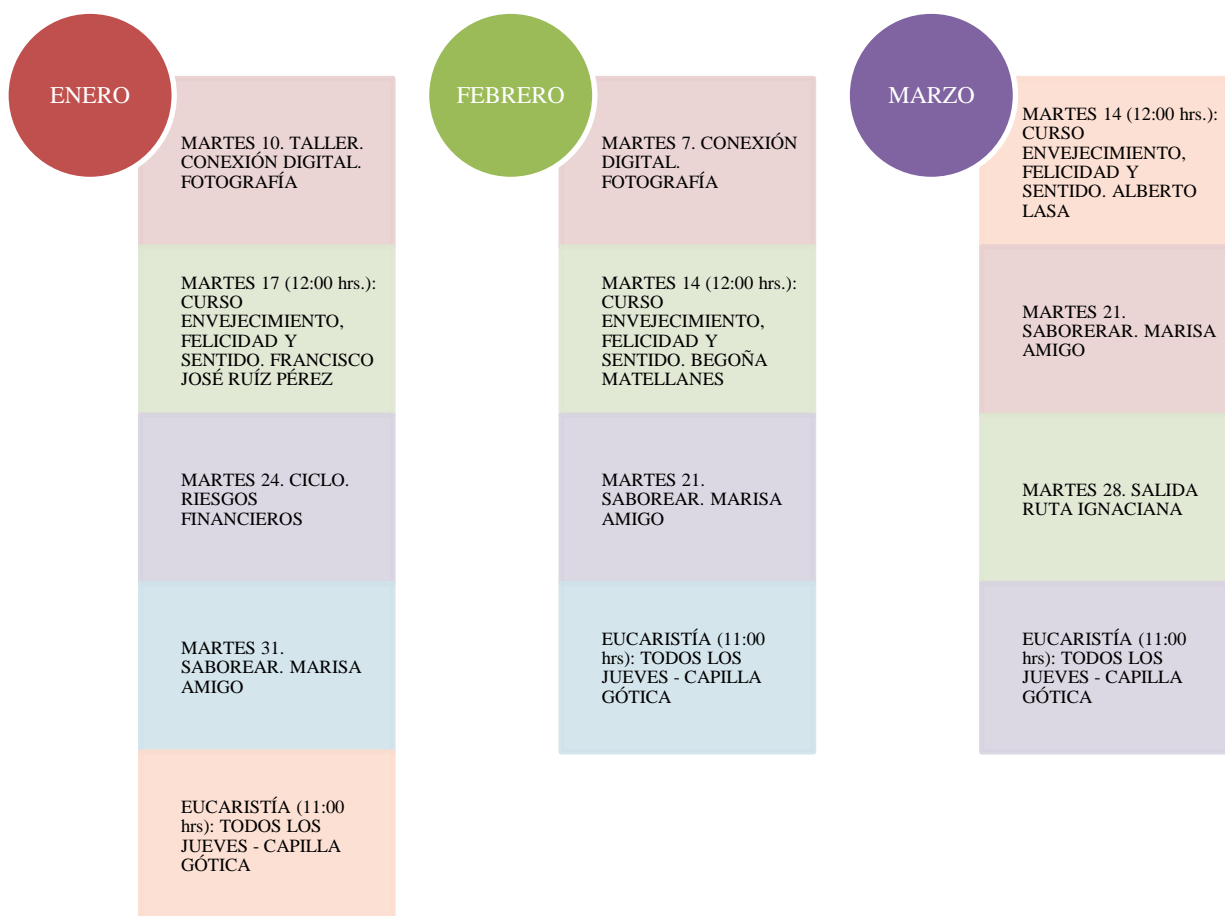 ENERO
MARTES 10. TALLER.
CONEXIÓN DIGITAL.
FOTOGRAFÍA
MARTES 17 (12:00 hrs.):
CURSO
ENVEJECIMIENTO,
FELICIDAD Y
SENTIDO. FRANCISCO
JOSÉ RUÍZ PÉREZ
MARTES 24. CICLO.
RIESGOS
FINANCIEROS
MARTES 31.
SABOREAR. MARISA
AMIGO
EUCARISTÍA (11:00
hrs): TODOS LOS
JUEVES - CAPILLA
GÓTICA
FEBRERO
MARTES 7. CONEXIÓN
DIGITAL.
FOTOGRAFÍA
MARTES 14 (12:00 hrs.):
CURSO
ENVEJECIMIENTO,
FELICIDAD Y
SENTIDO. BEGOÑA
MATELLANES
MARTES 21.
SABOREAR. MARISA
AMIGO
EUCARISTÍA (11:00
hrs): TODOS LOS
JUEVES - CAPILLA
GÓTICA
MARZO
MARTES 14 (12:00 hrs.):
CURSO
ENVEJECIMIENTO,
FELICIDAD Y
SENTIDO. ALBERTO
LASA
MARTES 21.
SABORERAR. MARISA
AMIGO
MARTES 28. SALIDA
RUTA IGNACIANA
EUCARISTÍA (11:00
hrs): TODOS LOS
JUEVES - CAPILLA
GÓTICA